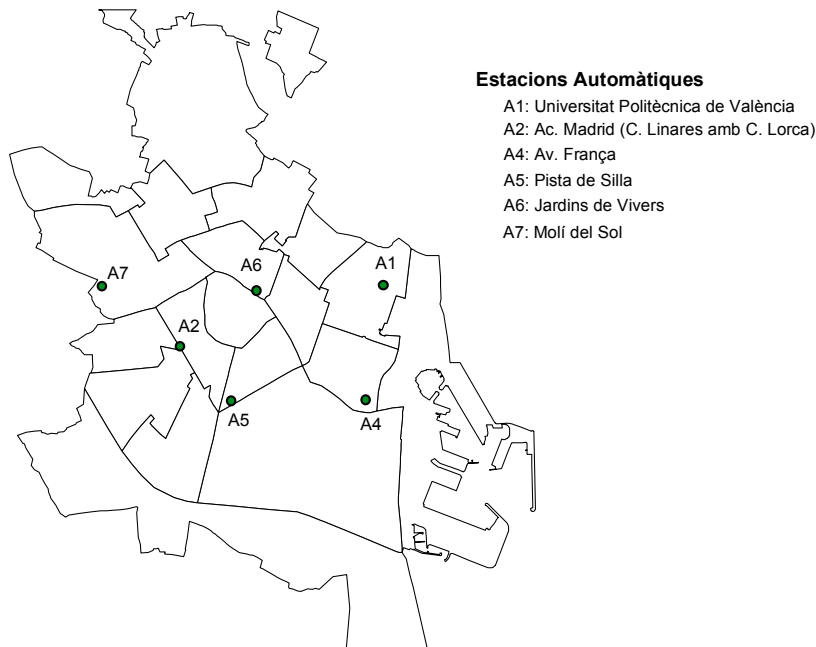 Estacions Automàtiques
A1: Universitat Politècnica de València
A2: Ac. Madrid (C. Linares amb C. Lorca)
A4: Av. França
A5: Pista de Silla
A6: Jardins de Vivers
A7: Molí del Sol
A7
A6
A1
A2
A5
A4